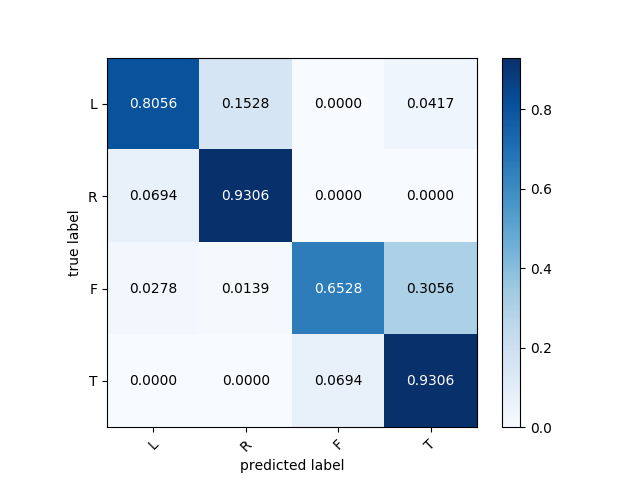 L 0.8056 0.1528 0.0000 0.0417
R 0.0694 0.9306 0.0000 0.0000
F 0.0278 0.0139 0.6528 0.3056
T 0.0000 0.0000 0.0694 0.9306
L R F T
true label
predicted label
0.8
0.6
0.4
0.2
0.0